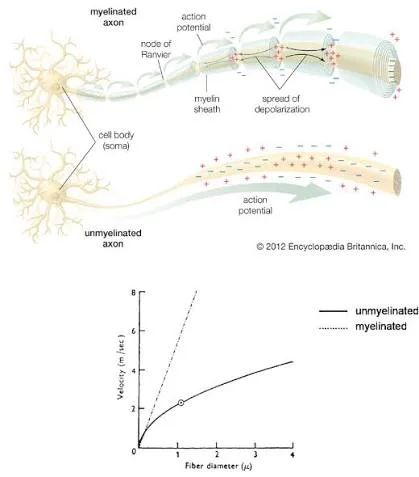 myelinated
axon
action
potential
node of
Ranvier
myelin
sheath
spread of
depolarization
cell body
(soma)
action
potential
unmyelinated
axon
© 2012 Encyclopædia Britannica, Inc.
unmyelinated
myelinated
Velocity (m/sec)
8
6
4
2
0
1
2
3
4
Fiber diameter (μ)